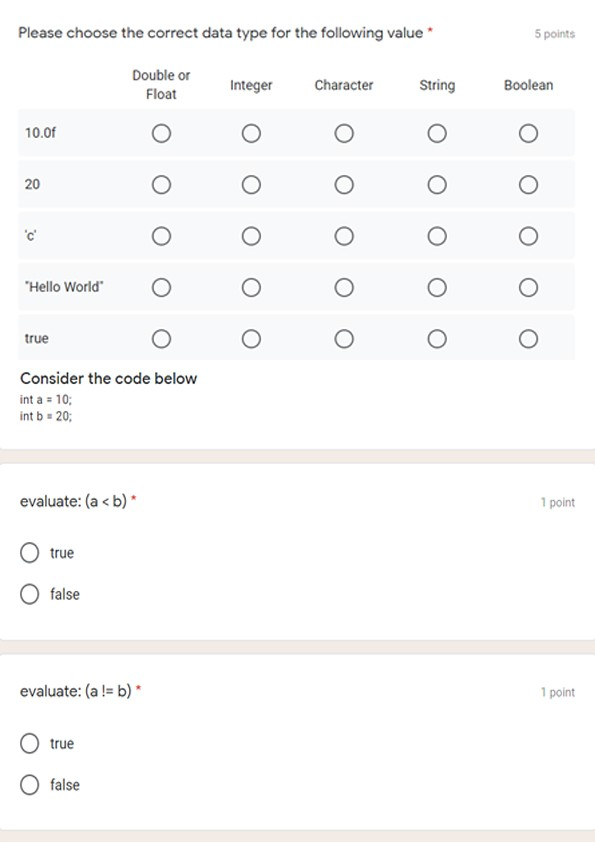 Please choose the correct data type for the following value *
5 points
Double or
Float
Integer
Character
String
Boolean
10.0f
20
'c'
"Hello World"
true
Consider the code below
int a = 10;
int b = 20;
evaluate: (a < b) *
1 point
true
false
evaluate: (a != b) *
1 point
true
false